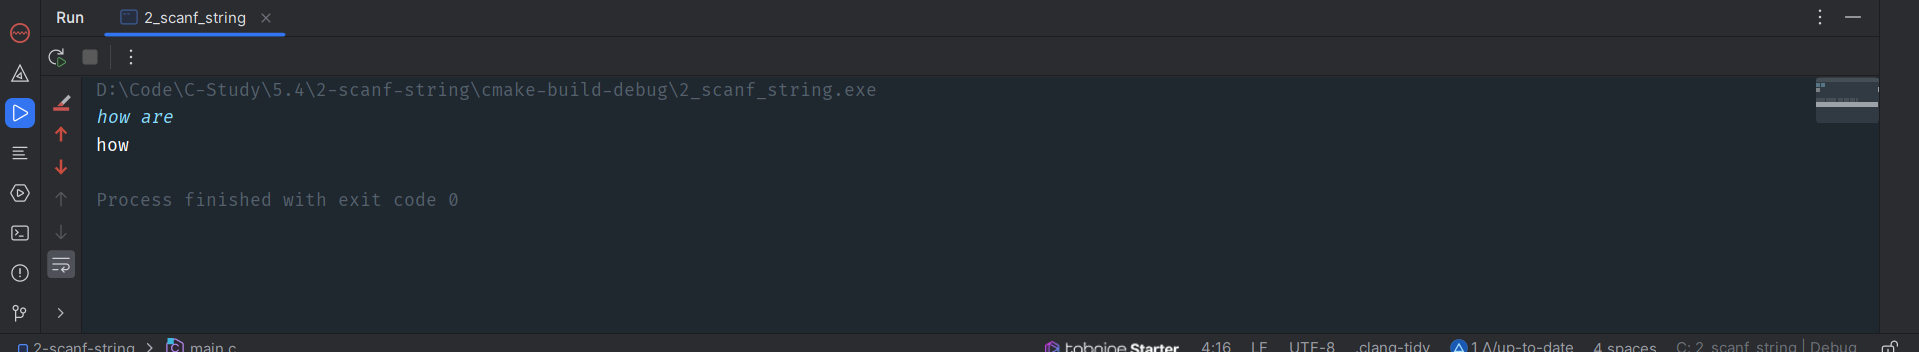 Run 2_scanf_string
D:\Code\C-Study\5.4\2-scanf-string\cmake-build-debug\2_scanf_string.exe
how are
how
Process finished with exit code 0
2-scanf-string > main.c tabnine Starter 4:16 LF UTF-8 .clang-tidy 1 Δ/up-to-date 4 spaces C: 2_scanf_string | Debug